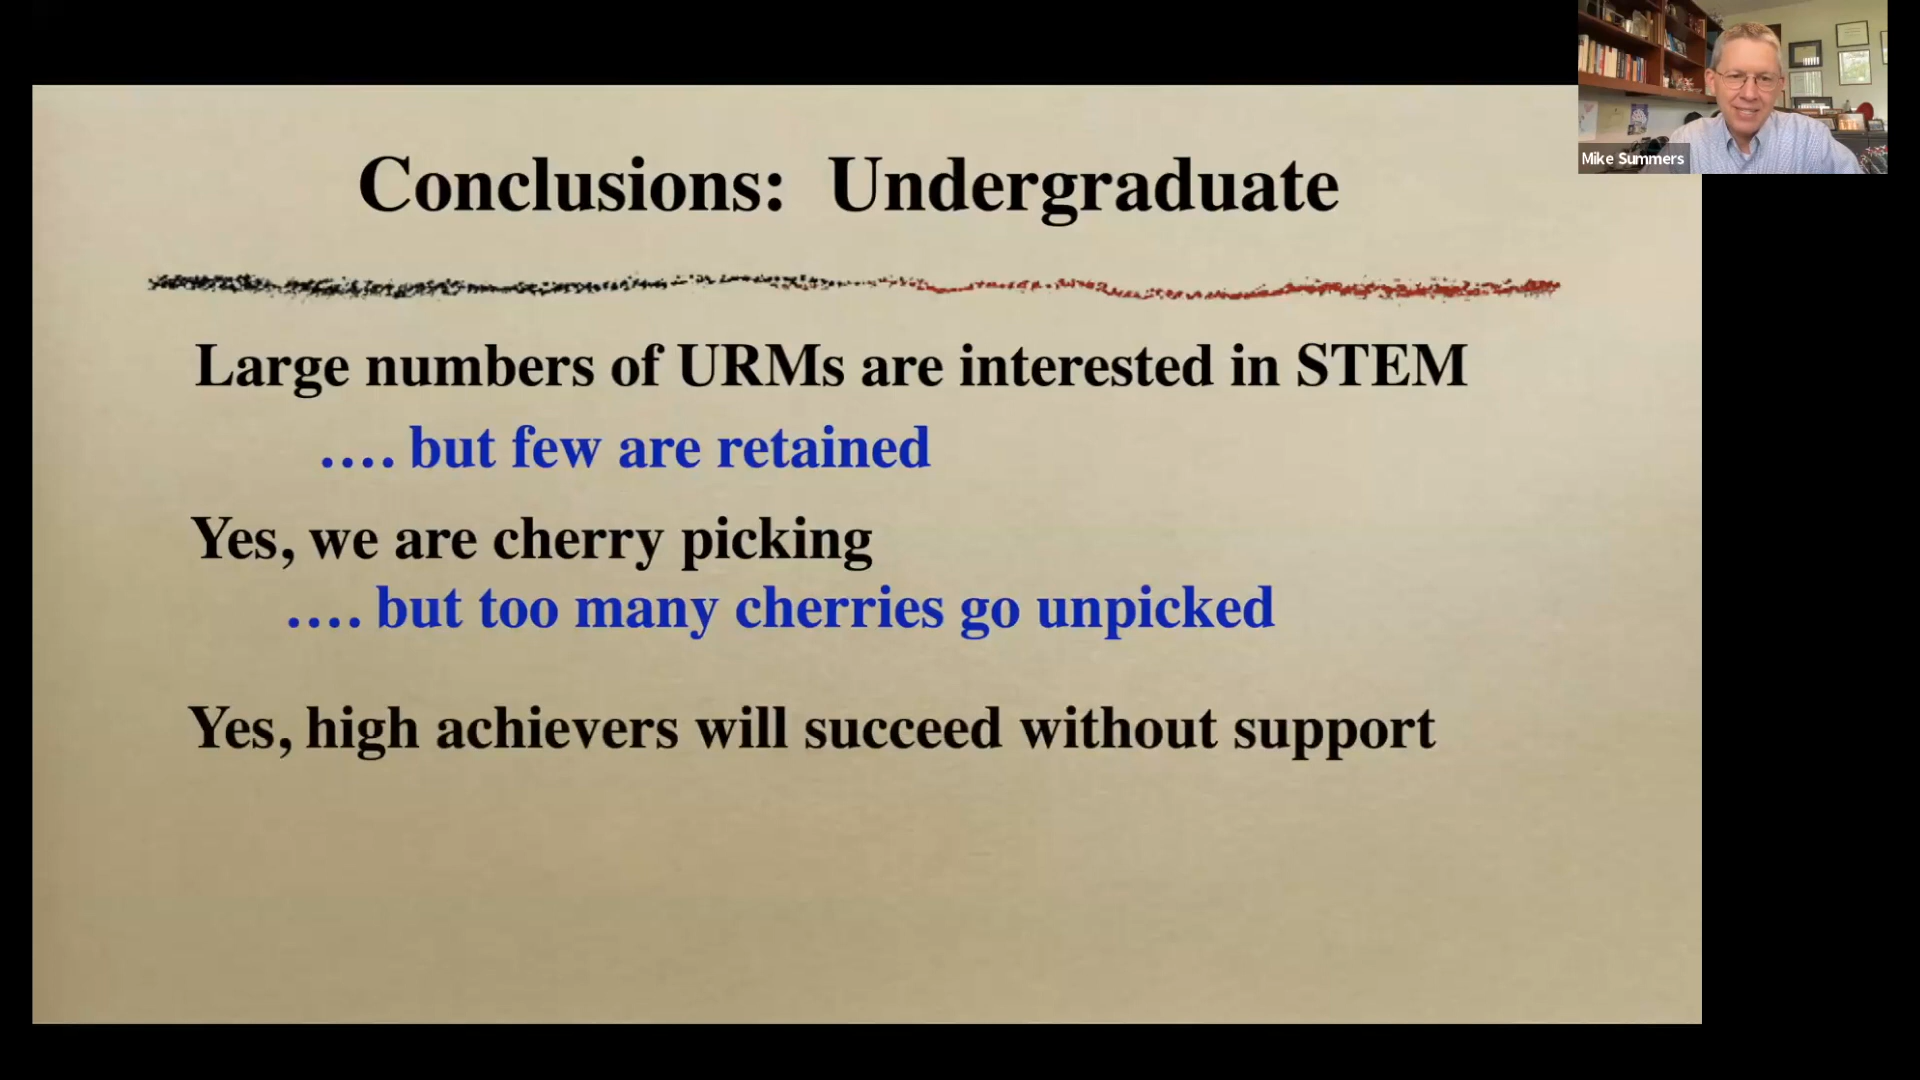 Mike Summers
Conclusions: Undergraduate
Large numbers of URMs are interested in STEM
.... but few are retained
Yes, we are cherry picking
.... but too many cherries go unpicked
Yes, high achievers will succeed without support